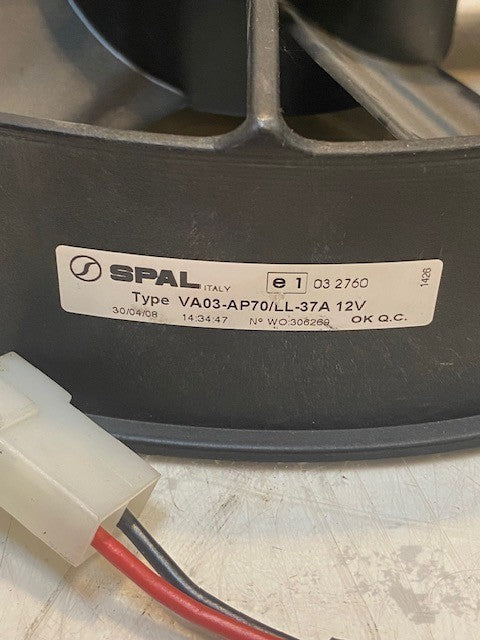 SPAL ITALY e1 03 2760
Type VA03-AP70/LL-37A 12V
30/04/08 14:34:47 Nº WO:306269 OK Q.C.
1426